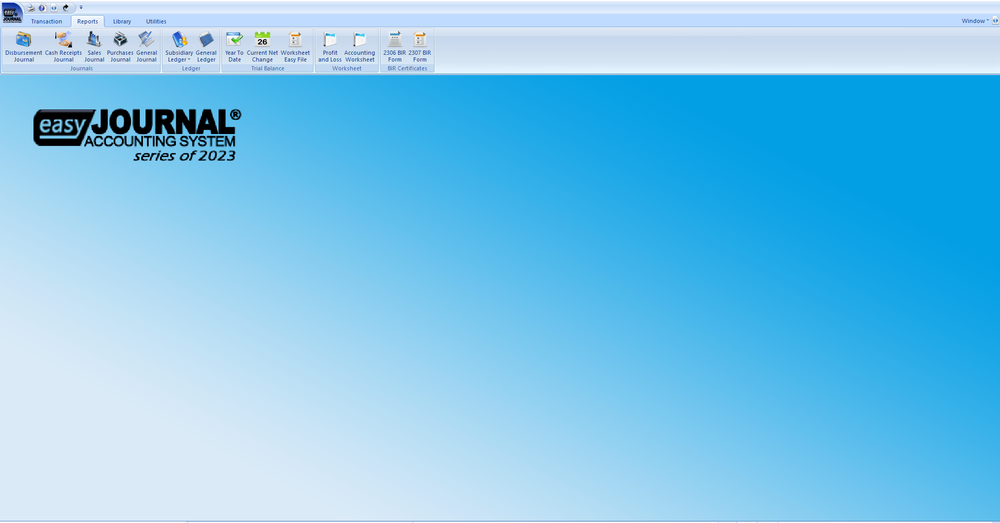 easy
JOURNAL
ACCOUNTING SYSTEM
Transaction
Reports
Library
Utilities
Window
Disbursement
Journal
Cash Receipts
Journal
Sales
Journal
Purchases
Journal
General
Journal
Journals
Subsidiary
Ledger
General
Ledger
Ledger
Year To
Date
26
Current Net
Change
Worksheet
Easy File
Trial Balance
Profit
and Loss
Accounting
Worksheet
Worksheet
2306 BIR
Form
2307 BIR
Form
BIR Certificates
easy JOURNAL®
ACCOUNTING SYSTEM
series of 2023